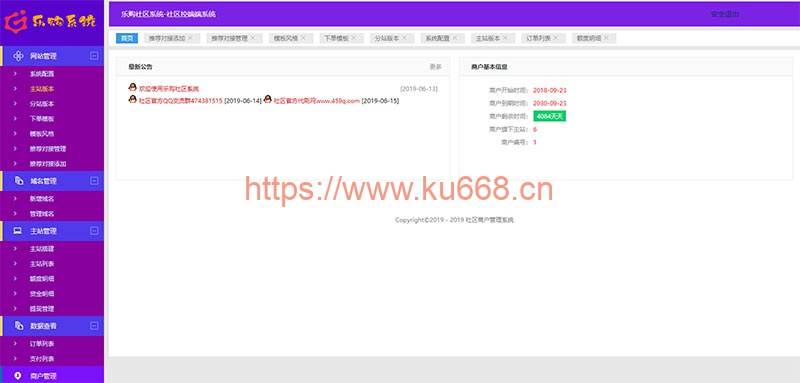 乐购系统
乐购社区系统-社区控制端系统
安全退出
首页 推荐对接添加 × 推荐对接管理 × 模板风格 × 下单模板 × 分站版本 × 系统配置 × 主站版本 × 订单列表 × 额度明细 ×
网站管理
系统配置
主站版本
分站版本
下单模板
模板风格
推荐对接管理
推荐对接添加
域名管理
新增域名
管理域名
主站管理
主站搭建
主站列表
额度明细
资金明细
提现管理
数据查看
订单列表
支付列表
商户管理
最新公告 更多
欢迎使用乐购社区系统 [2019-06-13]
社区官方QQ交流群474381515 [2019-06-14] 社区官方代刷网www.459q.com [2019-06-15]
商户基本信息
商户开始时间: 2018-09-23
商户到期时间: 2030-09-23
商户剩余时间: 4084天天
商户旗下主站: 6
商户编号: 1
https://www.ku668.cn
Copyright©2019 - 2019 社区商户管理系统